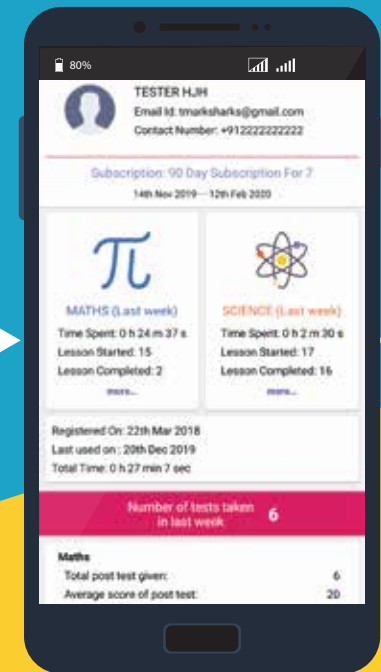 80%
TESTER HJH
Email Id: tmarksharks@gmail.com
Contact Number: +912222222222
Subscription: 90 Day Subscription For 7
14th Nov 2019 - 12th Feb 2020
MATHS (Last week)
Time Spent: 0 h 24 m 37 s
Lesson Started: 15
Lesson Completed: 2
more...
SCIENCE (Last week)
Time Spent: 0 h 2 m 30 s
Lesson Started: 17
Lesson Completed: 16
more...
Registered On: 22th Mar 2018
Last used on : 20th Dec 2019
Total Time: 0 h 27 min 7 sec
Number of tests taken
in last week
6
Maths
Total post test given: 6
Average score of post test: 20